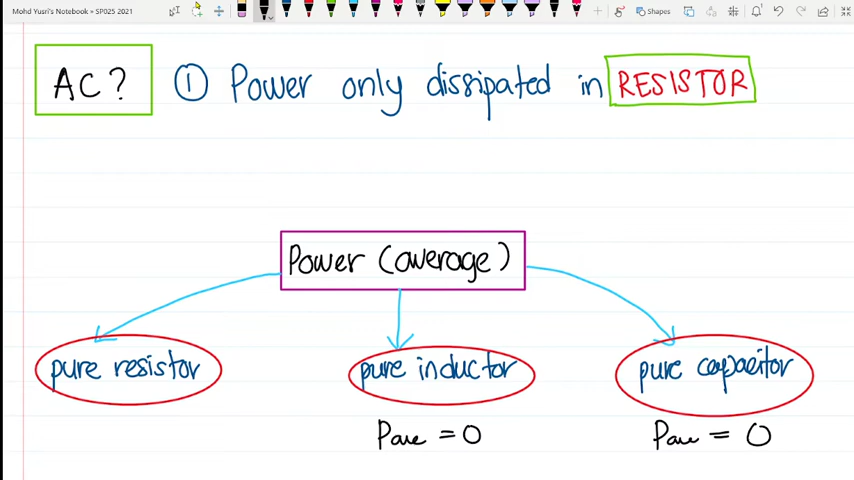 Mohd Yusri's Notebook » SP025 2021
Shapes
AC? ① Power only dissipated in RESISTOR
Power (average)
pure resistor pure inductor pure capacitor
Pave = 0 Pave = 0